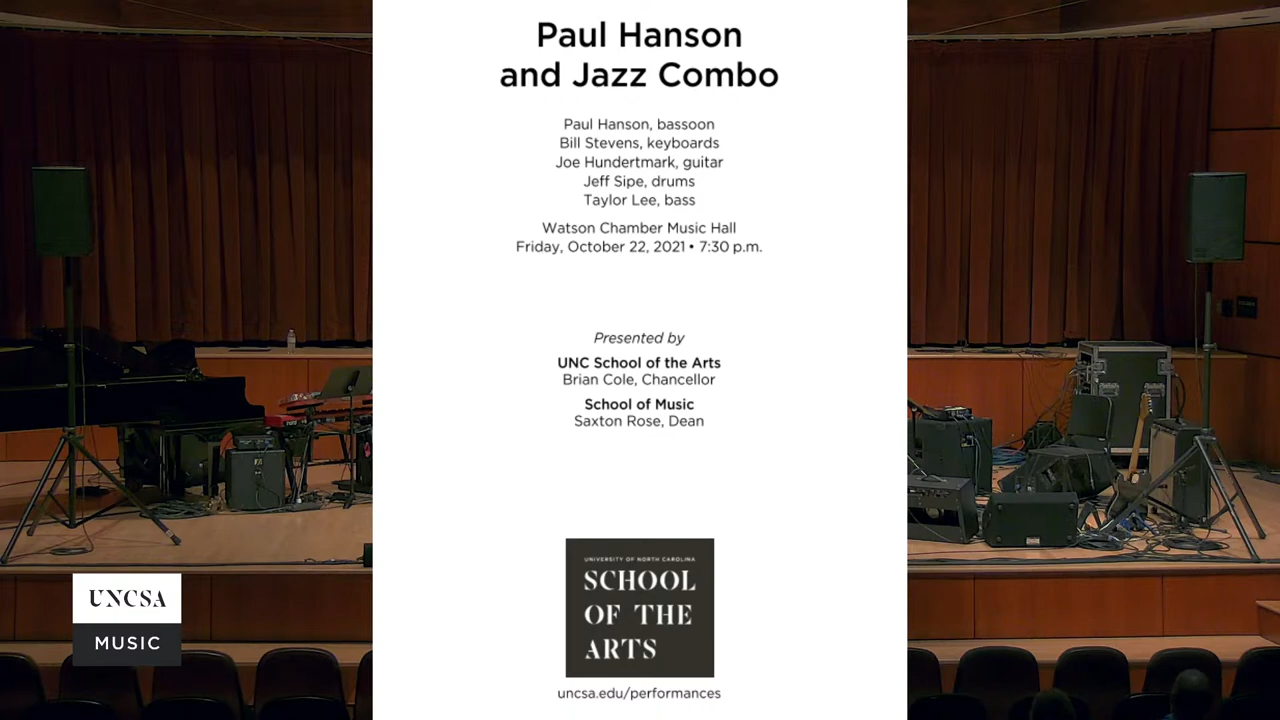 Paul Hanson
and Jazz Combo
Paul Hanson, bassoon
Bill Stevens, keyboards
Joe Hundertmark, guitar
Jeff Sipe, drums
Taylor Lee, bass
Watson Chamber Music Hall
Friday, October 22, 2021 • 7:30 p.m.
Presented by
UNC School of the Arts
Brian Cole, Chancellor
School of Music
Saxton Rose, Dean
UNIVERSITY OF NORTH CAROLINA
SCHOOL
OF THE
ARTS
uncsa.edu/performances
UNCSA
MUSIC